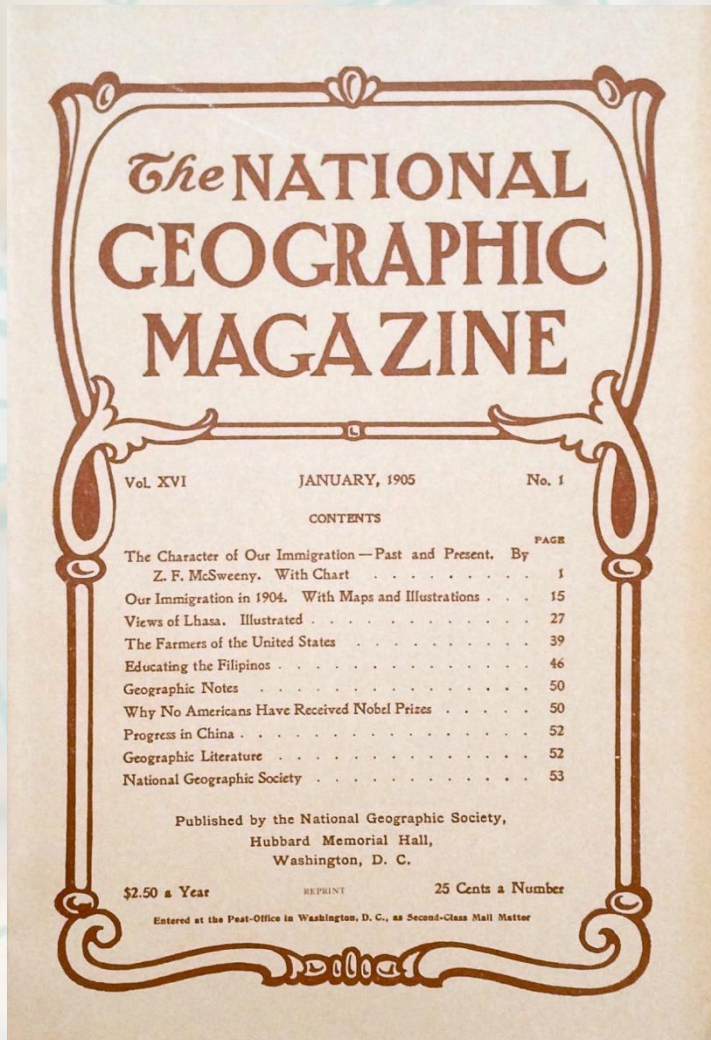 The NATIONAL
GEOGRAPHIC
MAGAZINE
Vol. XVI JANUARY, 1905 No. 1
CONTENTS
PAGE
The Character of Our Immigration — Past and Present. By
Z. F. McSweeny. With Chart . . . . . . . . . 1
Our Immigration in 1904. With Maps and Illustrations . . . 15
Views of Lhasa. Illustrated . . . . . . . . . . . . 27
The Farmers of the United States . . . . . . . . . . 39
Educating the Filipinos . . . . . . . . . . . . . . 46
Geographic Notes . . . . . . . . . . . . . . 50
Why No Americans Have Received Nobel Prizes . . . . . 50
Progress in China . . . . . . . . . . . . . . . . 52
Geographic Literature . . . . . . . . . . . . . . 52
National Geographic Society . . . . . . . . . . . . 53
Published by the National Geographic Society,
Hubbard Memorial Hall,
Washington, D. C.
$2.50 a Year REPRINT 25 Cents a Number
Entered at the Post-Office in Washington, D. C., as Second-Class Mail Matter